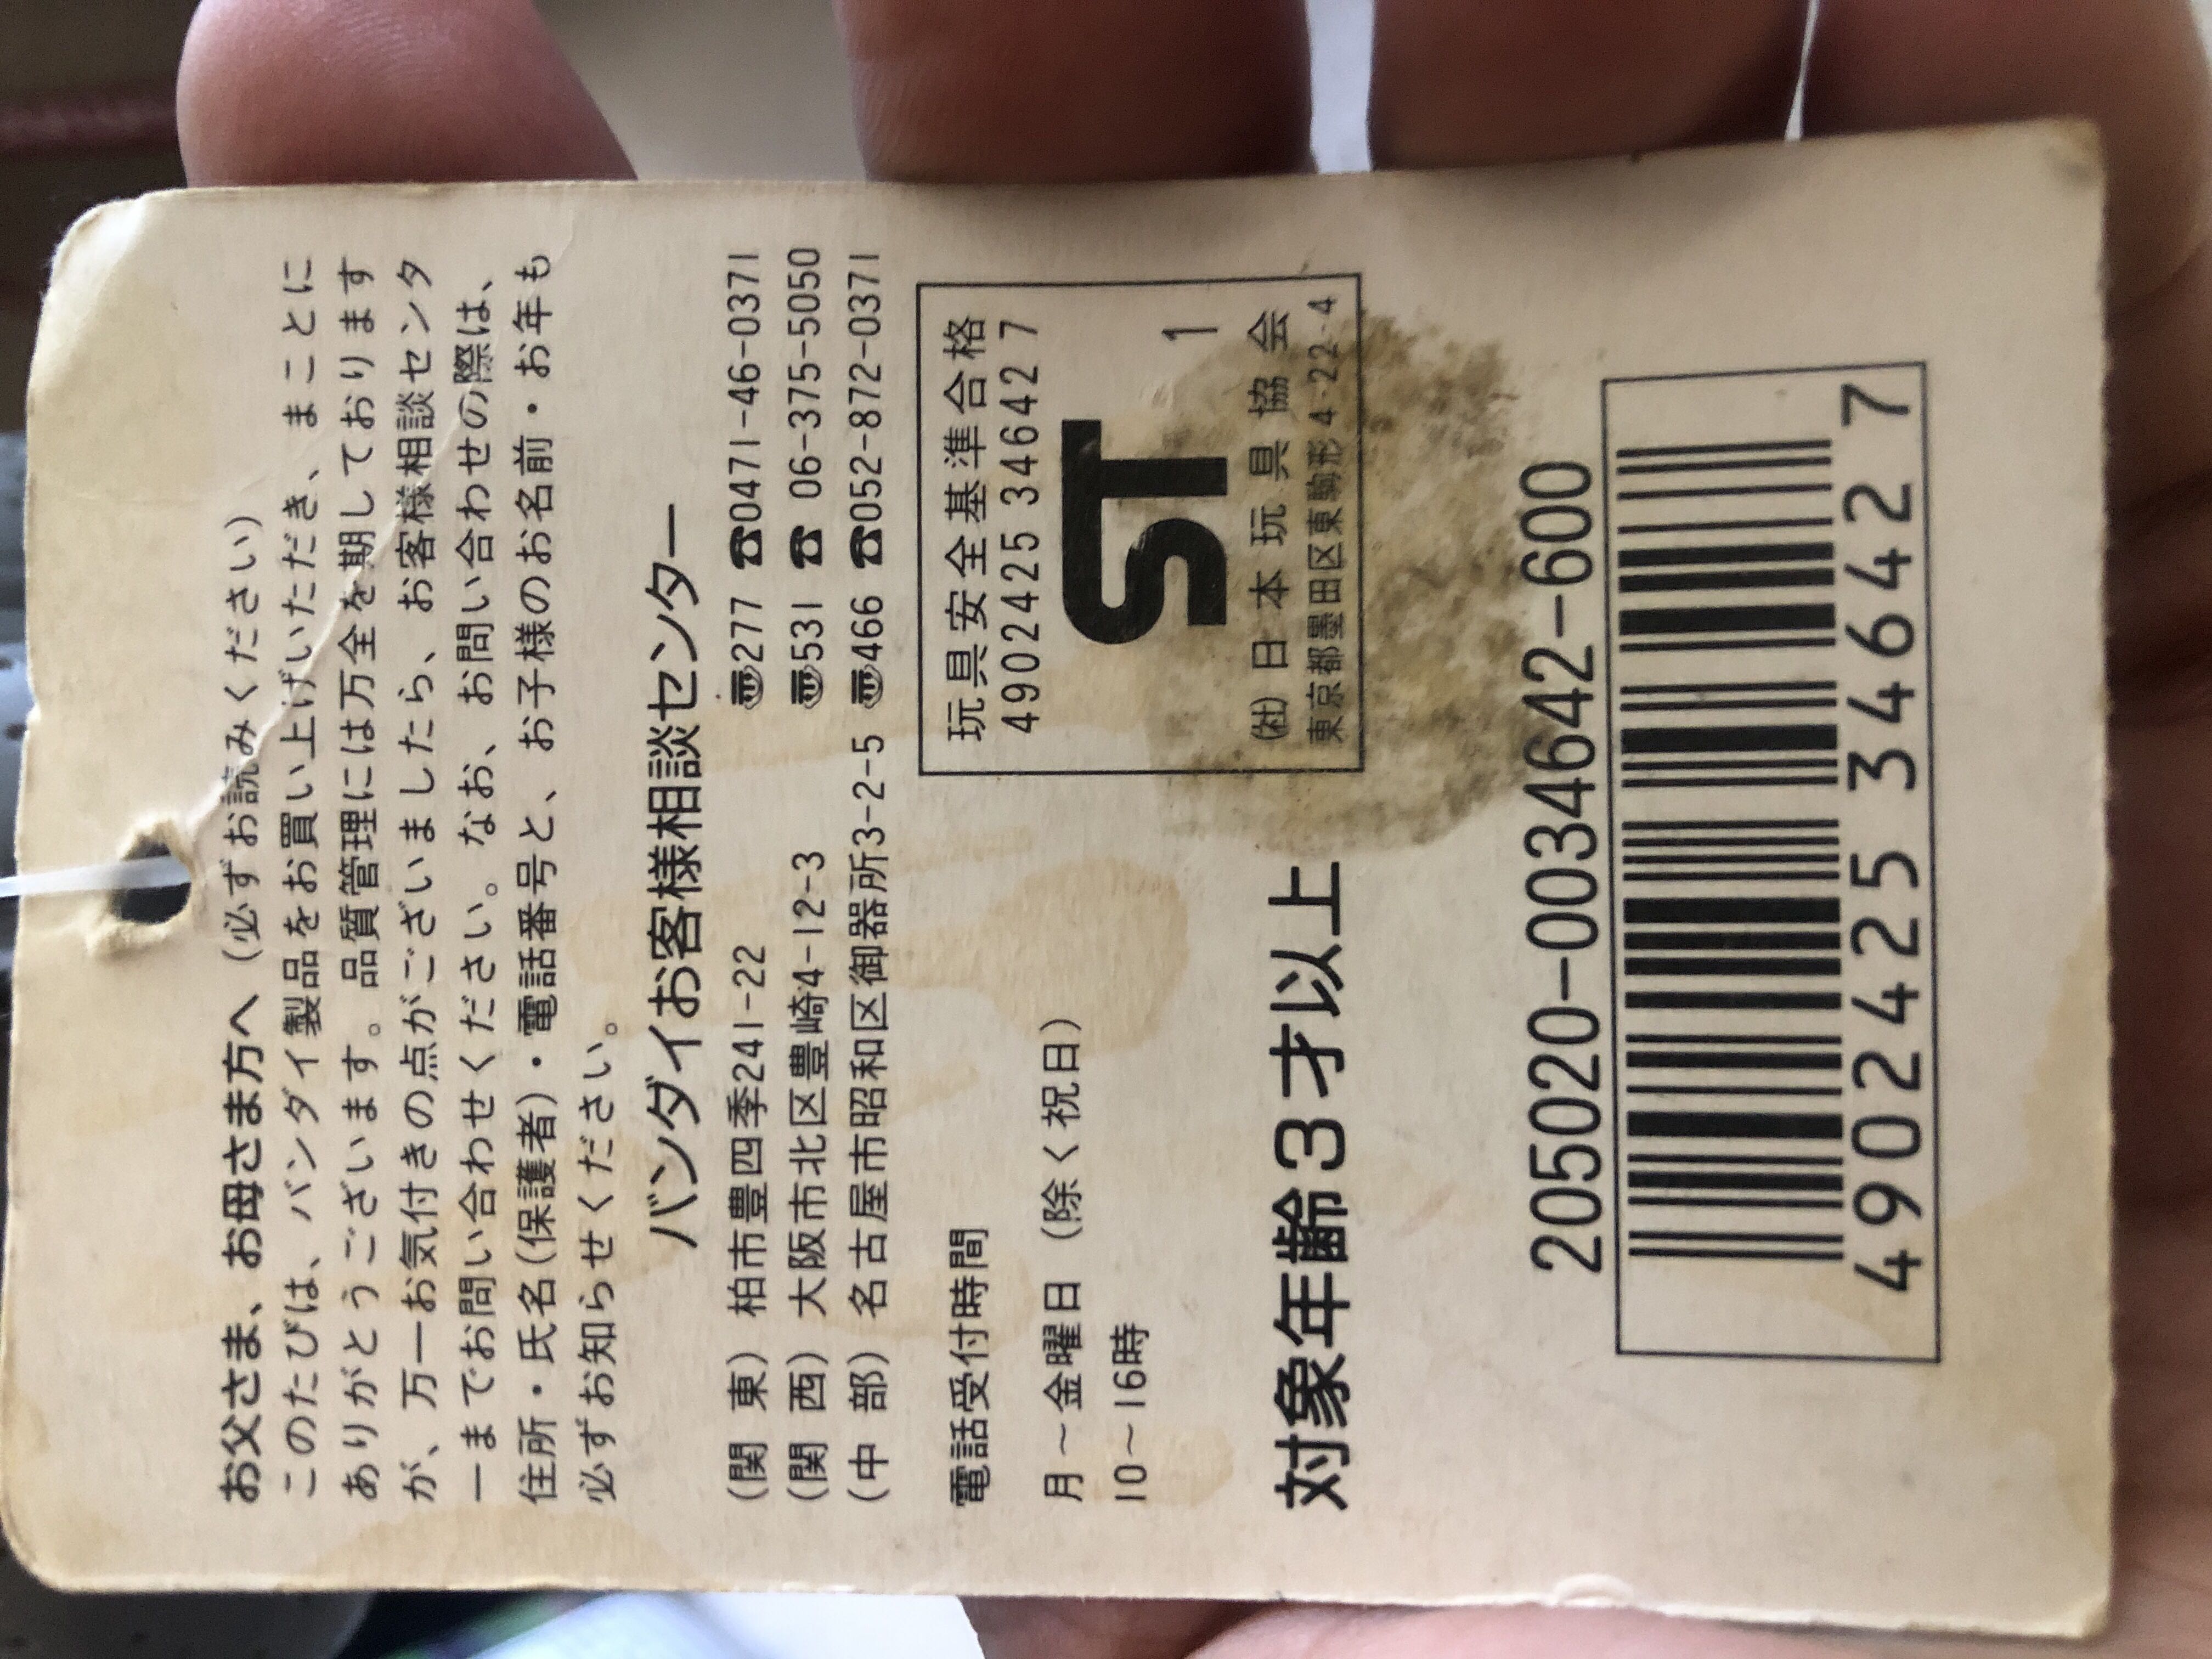 お父さま、お母さま方へ（必ずお読みください）
このたびは、バンダイ製品をお買い上げいただき、まことに
ありがとうございます。品質管理には万全を期しております
が、万一お気付きの点がございましたら、お客様相談センタ
ーまでお問い合わせください。なお、お問い合わせの際は、
住所・氏名(保護者)・電話番号と、お子様のお名前・お年も
必ずお知らせください。
バンダイお客様相談センター
(関 東) 柏市豊四季241-22 〠277 ☎0471-46-0371
(関 西) 大阪市北区豊崎4-12-3 〠531 ☎ 06-375-5050
(中 部) 名古屋市昭和区御器所3-2-5 〠466 ☎052-872-0371
電話受付時間
月～金曜日（除く祝日）
10～16時
玩具安全基準合格
4902425 34642 7
ST 1
㈳日本玩具協会
東京都墨田区東駒形4-22-4
対象年齢3才以上
205020-0034642-600
4902425 34642 7